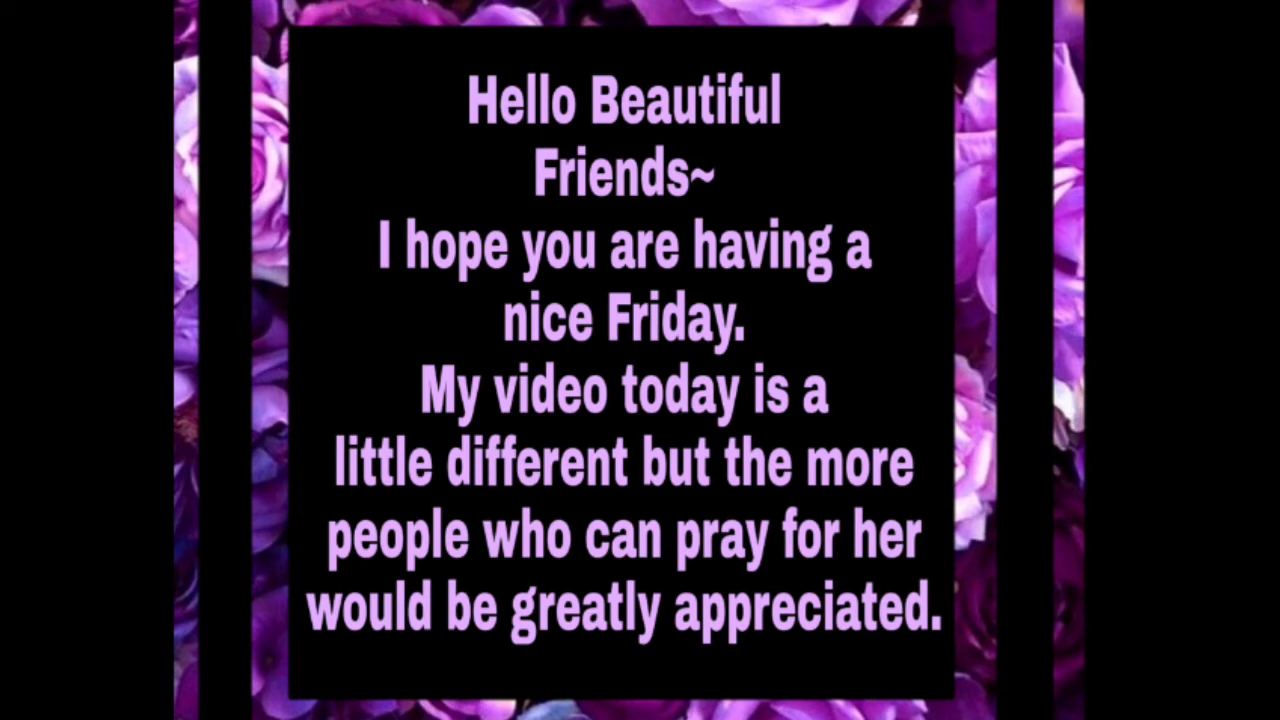 Hello Beautiful
Friends~
I hope you are having a
nice Friday.
My video today is a
little different but the more
people who can pray for her
would be greatly appreciated.